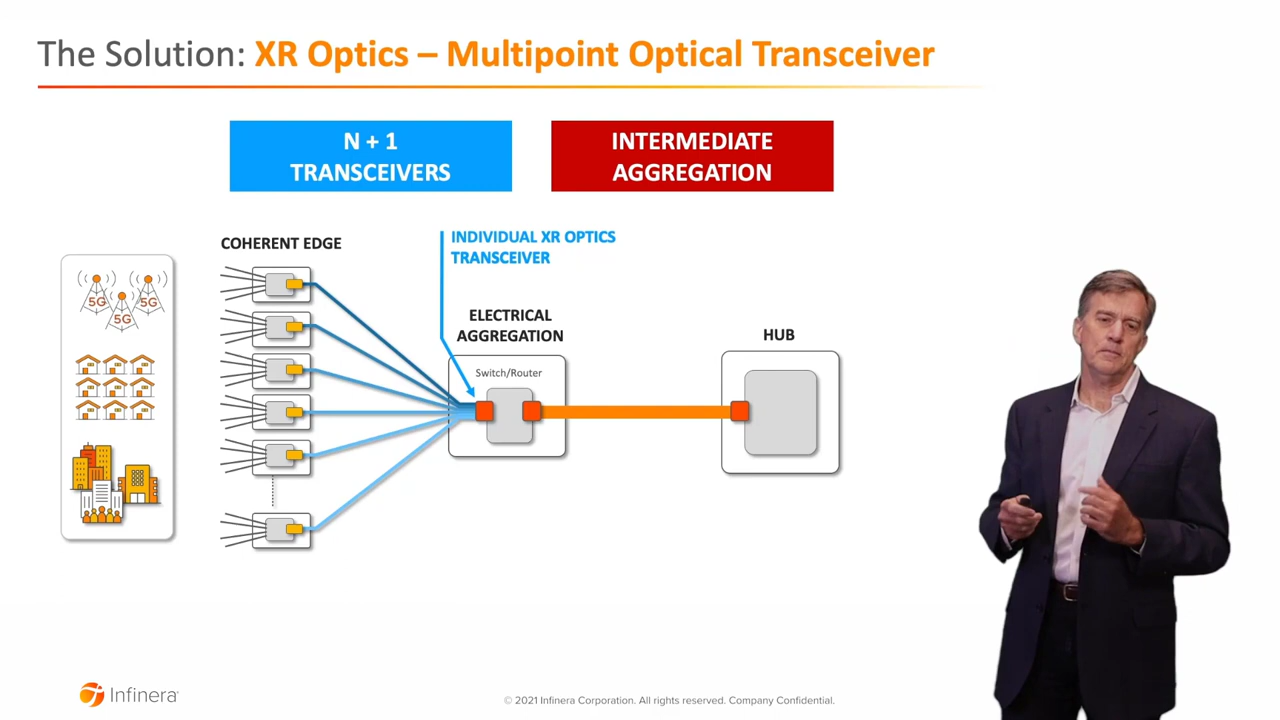 The Solution: XR Optics – Multipoint Optical Transceiver
N + 1
TRANSCEIVERS
INTERMEDIATE
AGGREGATION
COHERENT EDGE
INDIVIDUAL XR OPTICS
TRANSCEIVER
ELECTRICAL
AGGREGATION
HUB
Switch/Router
5G
5G
5G
Infinera
© 2021 Infinera Corporation. All rights reserved. Company Confidential.